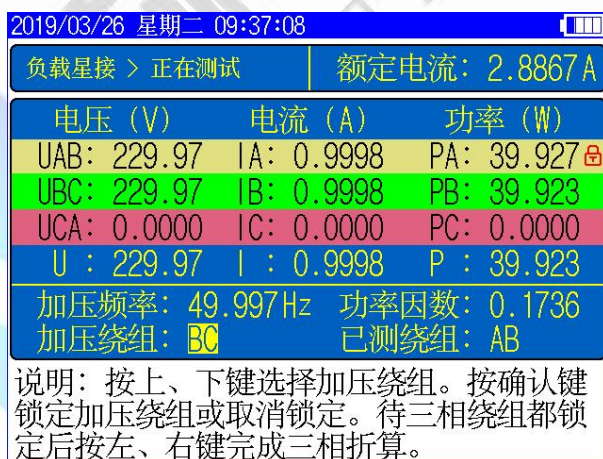 2019/03/26 星期二 09:37:08
负载星接 > 正在测试 额定电流: 2.8867A
电压 (V) 电流 (A) 功率 (W)
UAB: 229.97 IA: 0.9998 PA: 39.927
UBC: 229.97 IB: 0.9998 PB: 39.923
UCA: 0.0000 IC: 0.0000 PC: 0.0000
U : 229.97 I : 0.9998 P : 39.923
加压频率: 49.997Hz 功率因数: 0.1736
加压绕组: BC 已测绕组: AB
说明: 按上、下键选择加压绕组。按确认键
锁定加压绕组或取消锁定。待三相绕组都锁
定后按左、右键完成三相折算。